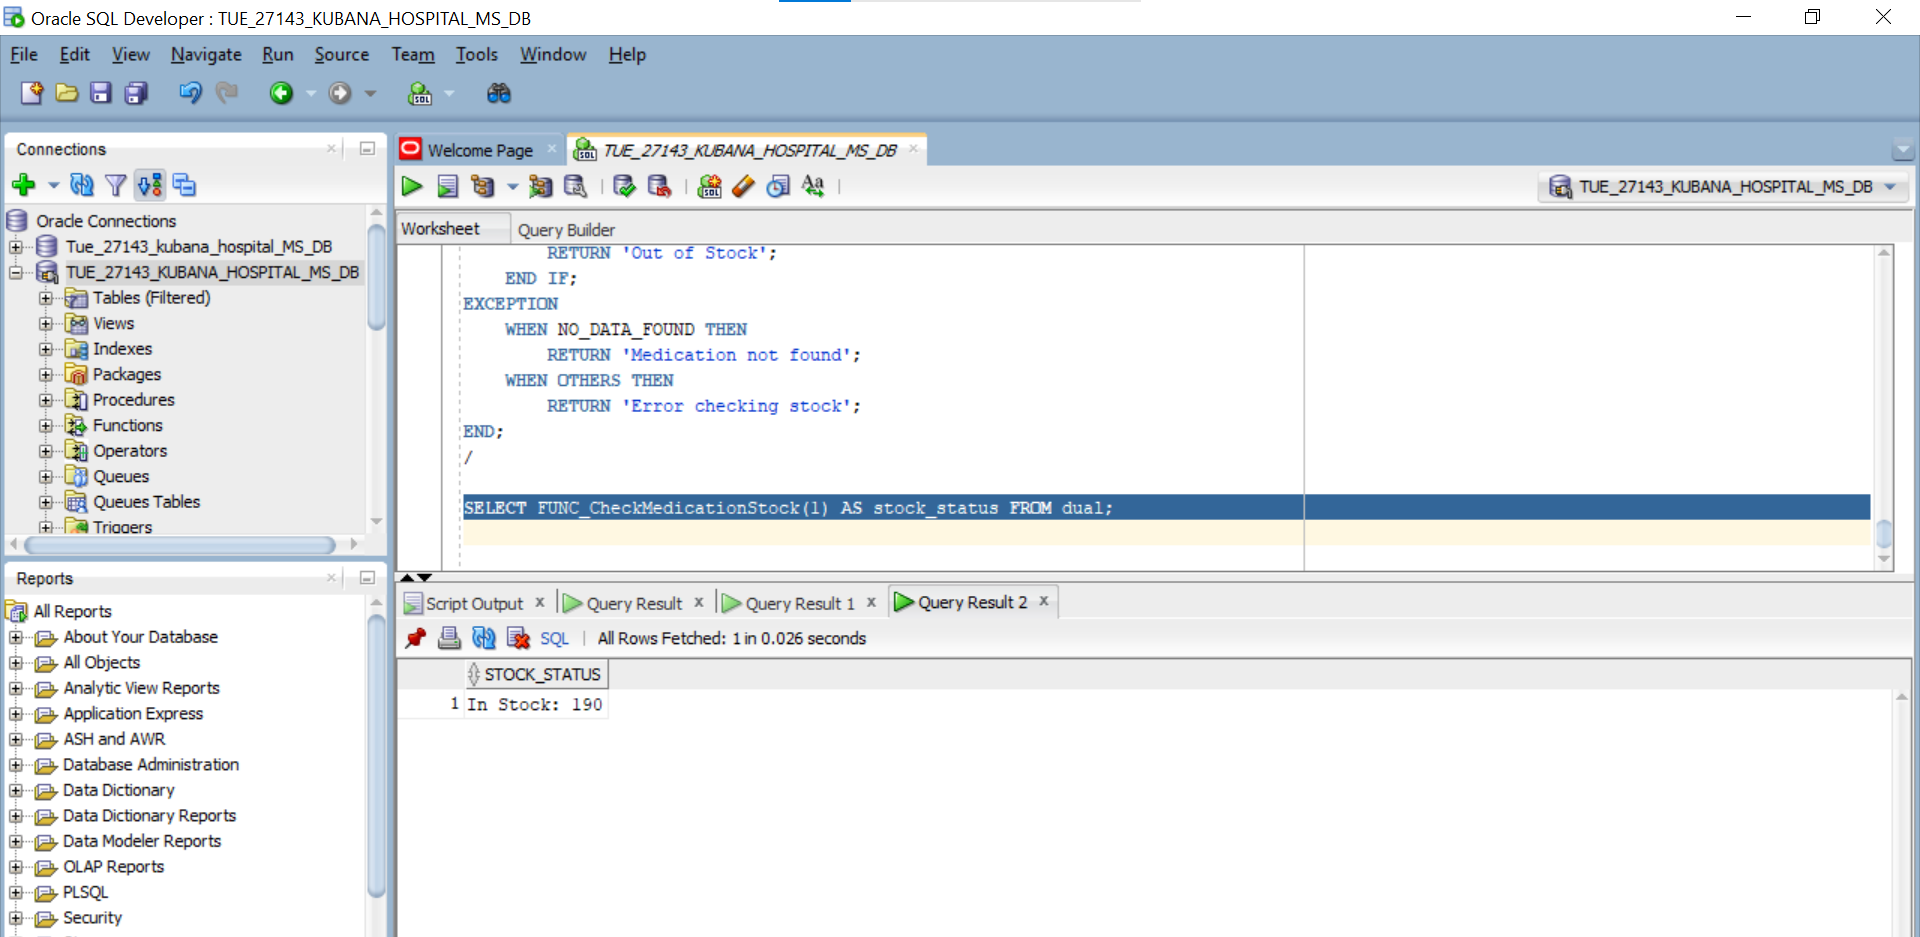 Oracle SQL Developer : TUE_27143_KUBANA_HOSPITAL_MS_DB
File Edit View Navigate Run Source Team Tools Window Help
SQL
Connections
Oracle Connections
Tue_27143_kubana_hospital_MS_DB
TUE_27143_KUBANA_HOSPITAL_MS_DB
Tables (Filtered)
Views
Indexes
Packages
Procedures
Functions
Operators
Queues
Queues Tables
Triggers
Reports
All Reports
About Your Database
All Objects
Analytic View Reports
Application Express
ASH and AWR
Database Administration
Data Dictionary
Data Dictionary Reports
Data Modeler Reports
OLAP Reports
PLSQL
Security
Welcome Page
TUE_27143_KUBANA_HOSPITAL_MS_DB
Aa
TUE_27143_KUBANA_HOSPITAL_MS_DB
Worksheet Query Builder
RETURN 'Out of Stock';
END IF;
EXCEPTION
WHEN NO_DATA_FOUND THEN
RETURN 'Medication not found';
WHEN OTHERS THEN
RETURN 'Error checking stock';
END;
/
SELECT FUNC_CheckMedicationStock(1) AS stock_status FROM dual;
Script Output Query Result Query Result 1 Query Result 2
SQL All Rows Fetched: 1 in 0.026 seconds
STOCK_STATUS
1 In Stock: 190